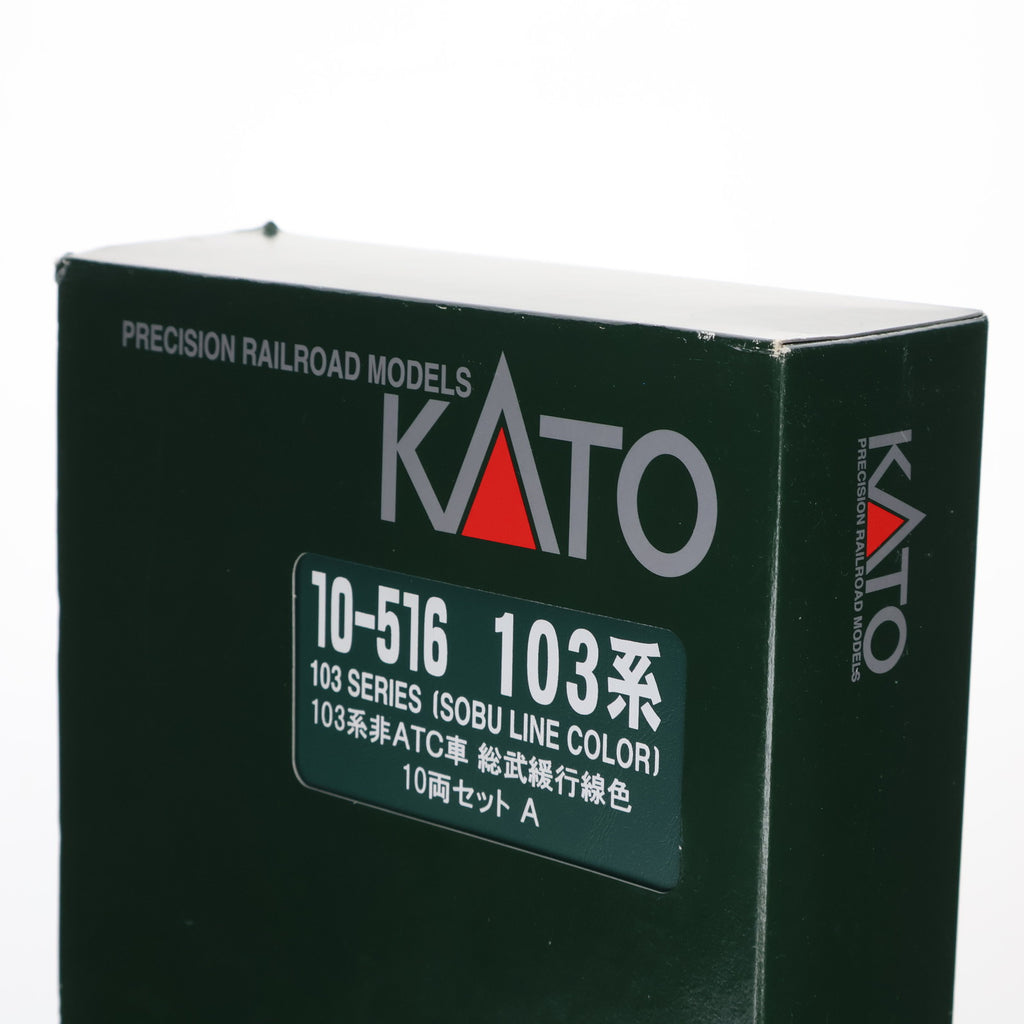 PRECISION RAILROAD MODELS
KATO
10-516 103系
103 SERIES (SOBU LINE COLOR)
103系非ATC車 総武緩行線色
10両セット A
KATO
PRECISION RAILROAD MODELS